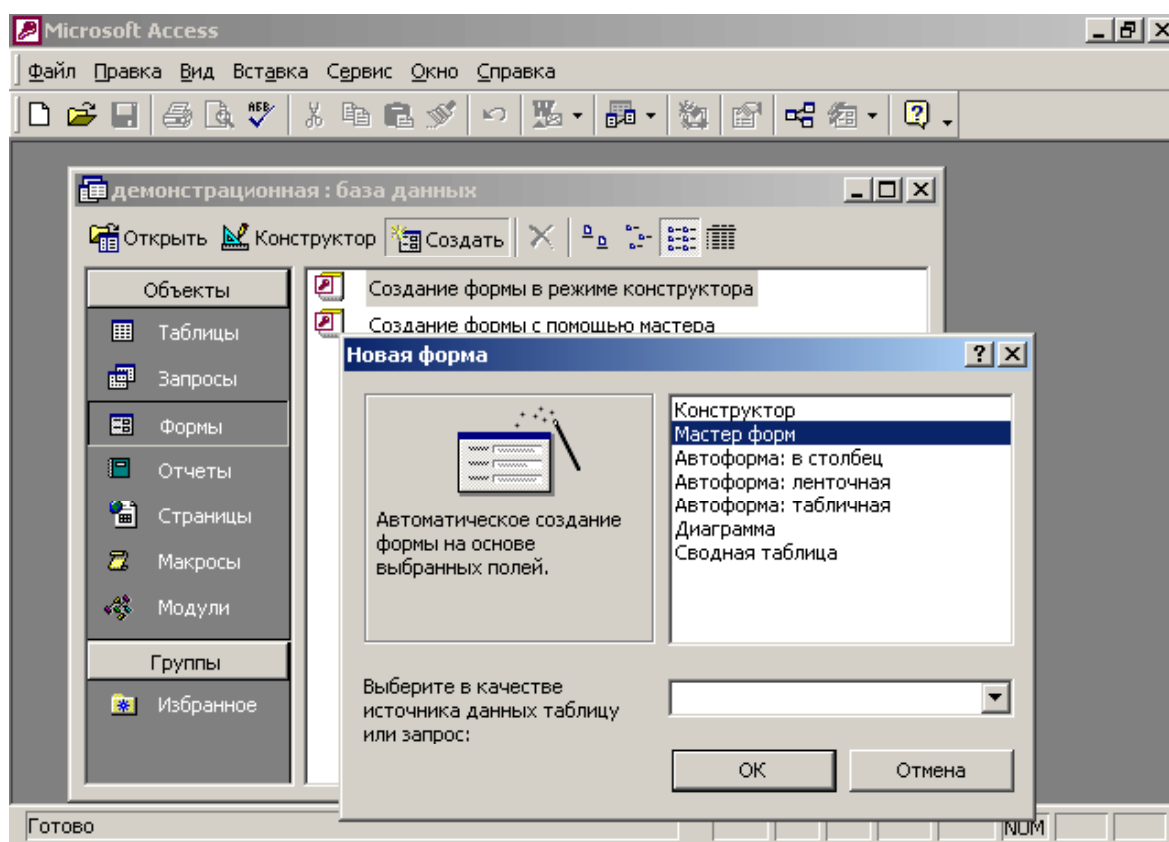 Microsoft Access
Файл Правка Вид Вставка Сервис Окно Справка
демонстрационная : база данных
Открыть Конструктор Создать
Объекты
Таблицы
Запросы
Формы
Отчеты
Страницы
Макросы
Модули
Группы
Избранное
Создание формы в режиме конструктора
Создание формы с помощью мастера
Новая форма
Автоматическое создание
формы на основе
выбранных полей.
Конструктор
Мастер форм
Автоформа: в столбец
Автоформа: ленточная
Автоформа: табличная
Диаграмма
Сводная таблица
Выберите в качестве
источника данных таблицу
или запрос:
ОК
Отмена
Готово
NUM